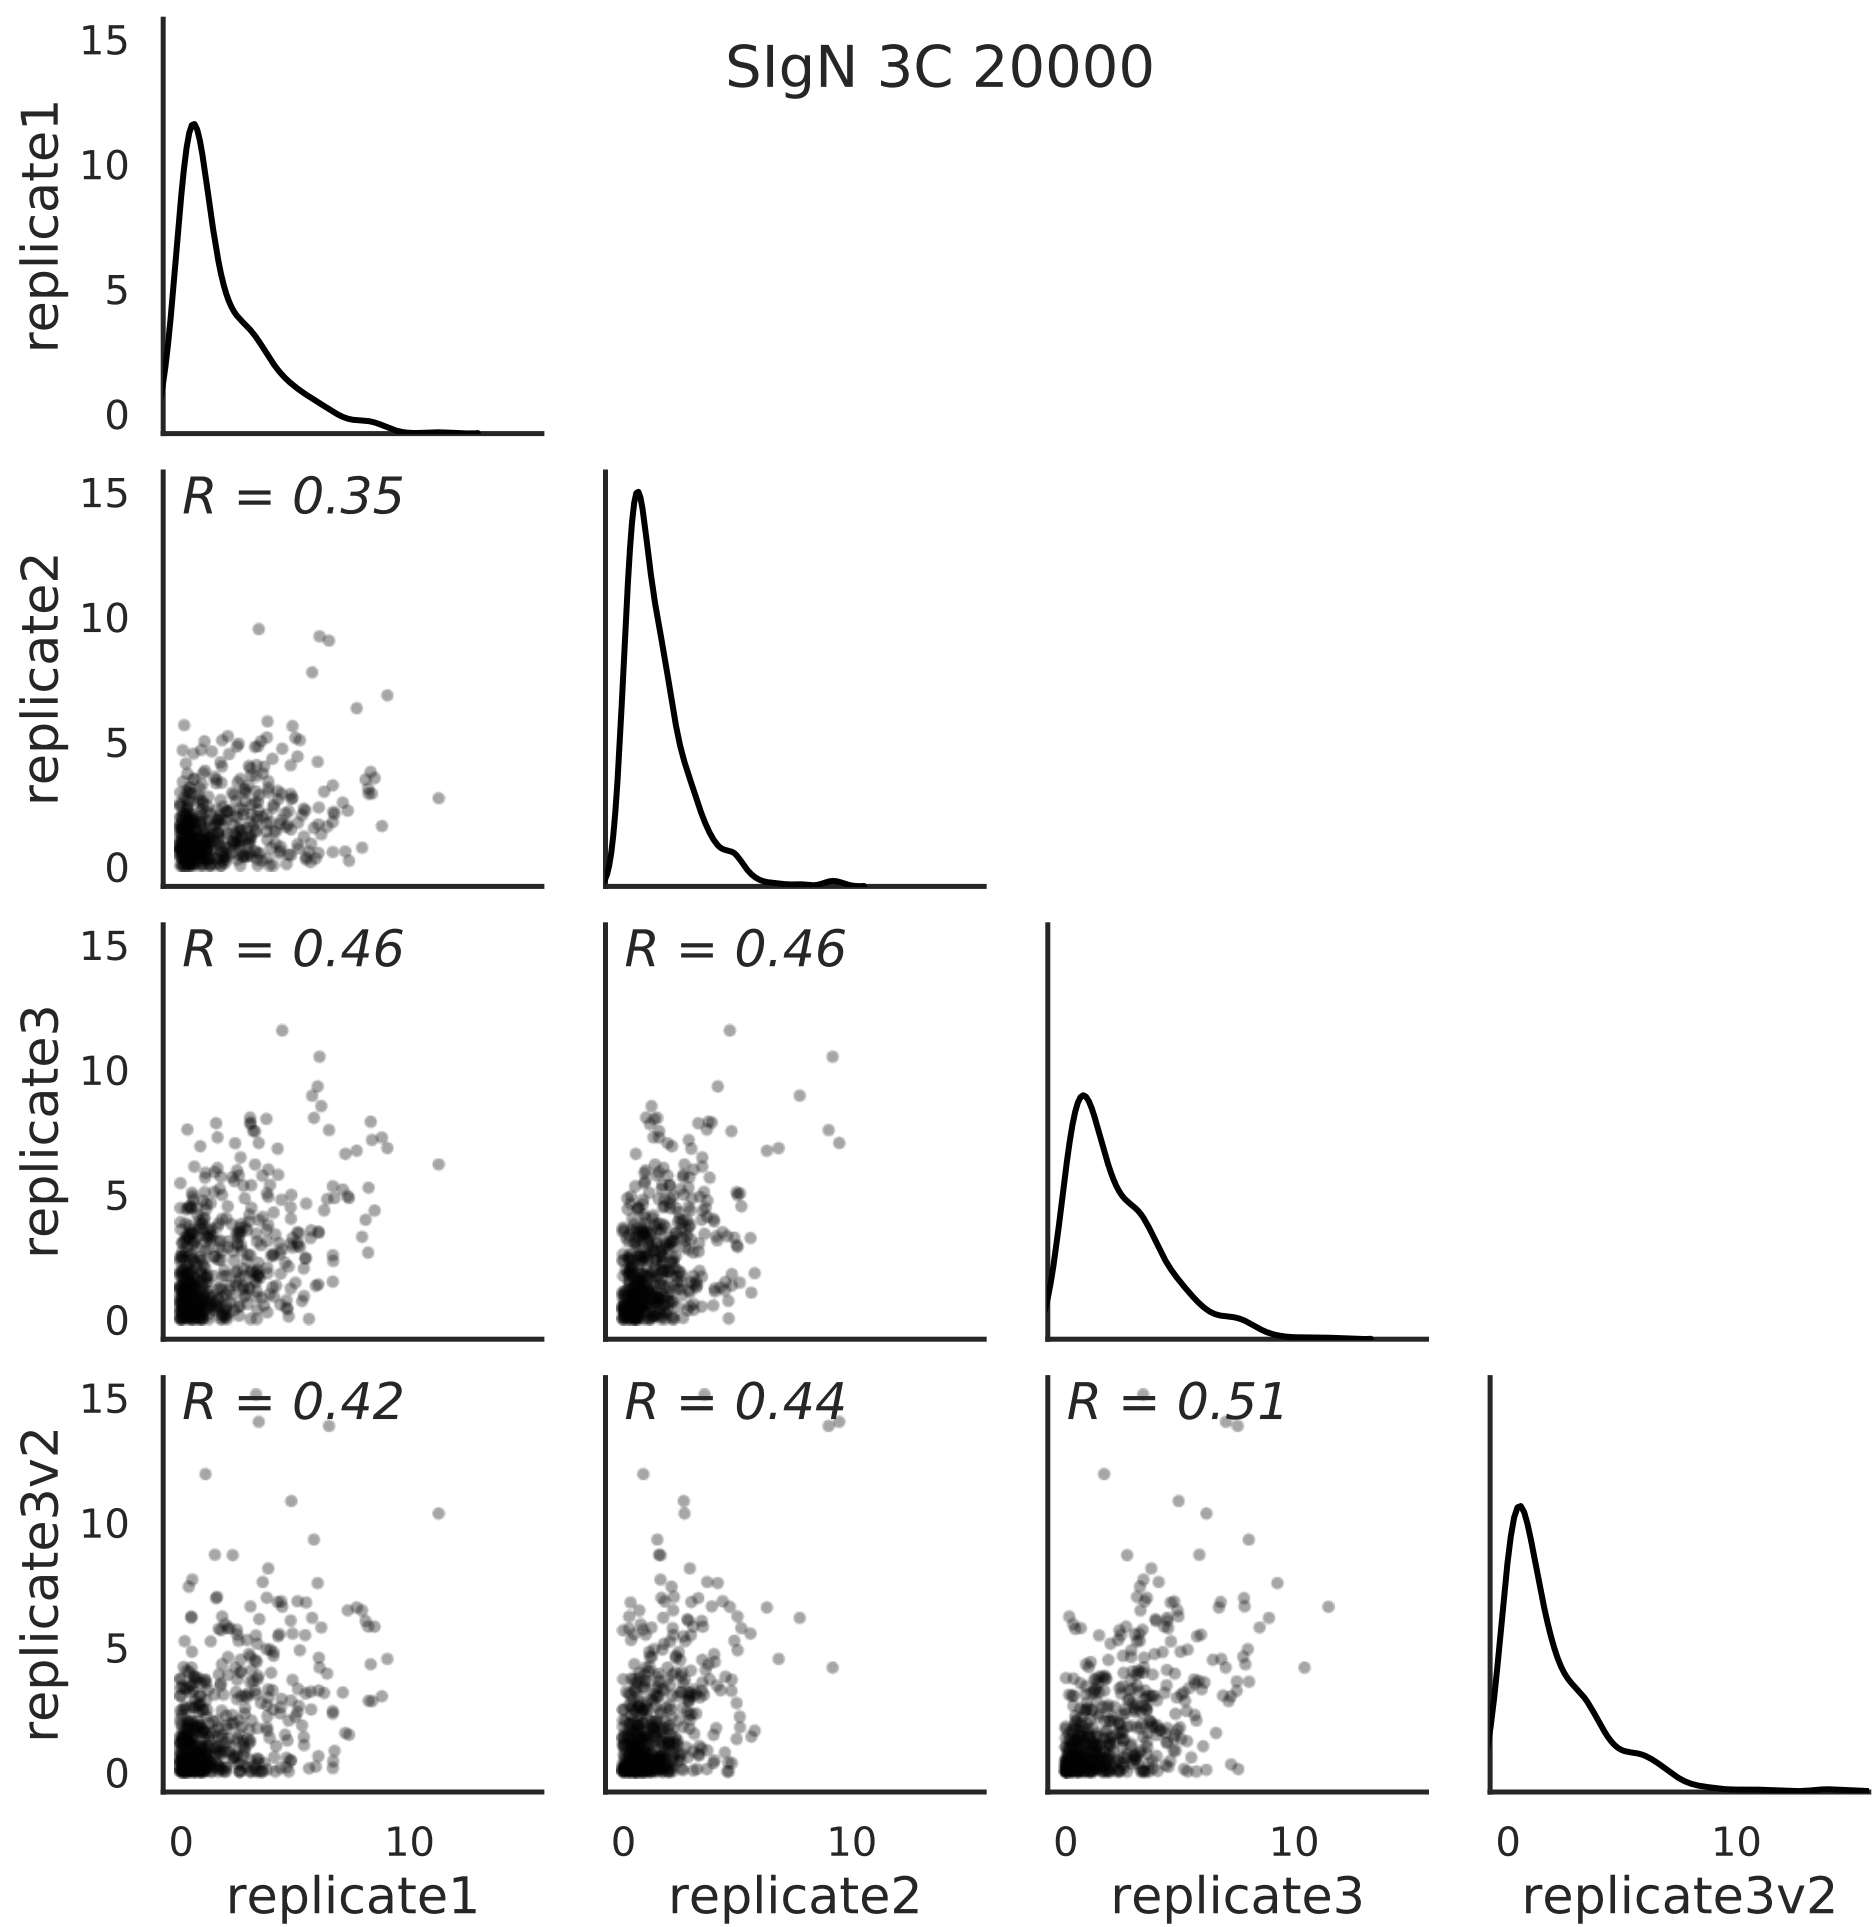 SIgN 3C 20000
replicate1
15
10
5
0
replicate2
15
10
5
0
R = 0.35
replicate3
15
10
5
0
R = 0.46
R = 0.46
replicate3v2
15
10
5
0
R = 0.42
R = 0.44
R = 0.51
0 10
0 10
0 10
0 10
replicate1
replicate2
replicate3
replicate3v2